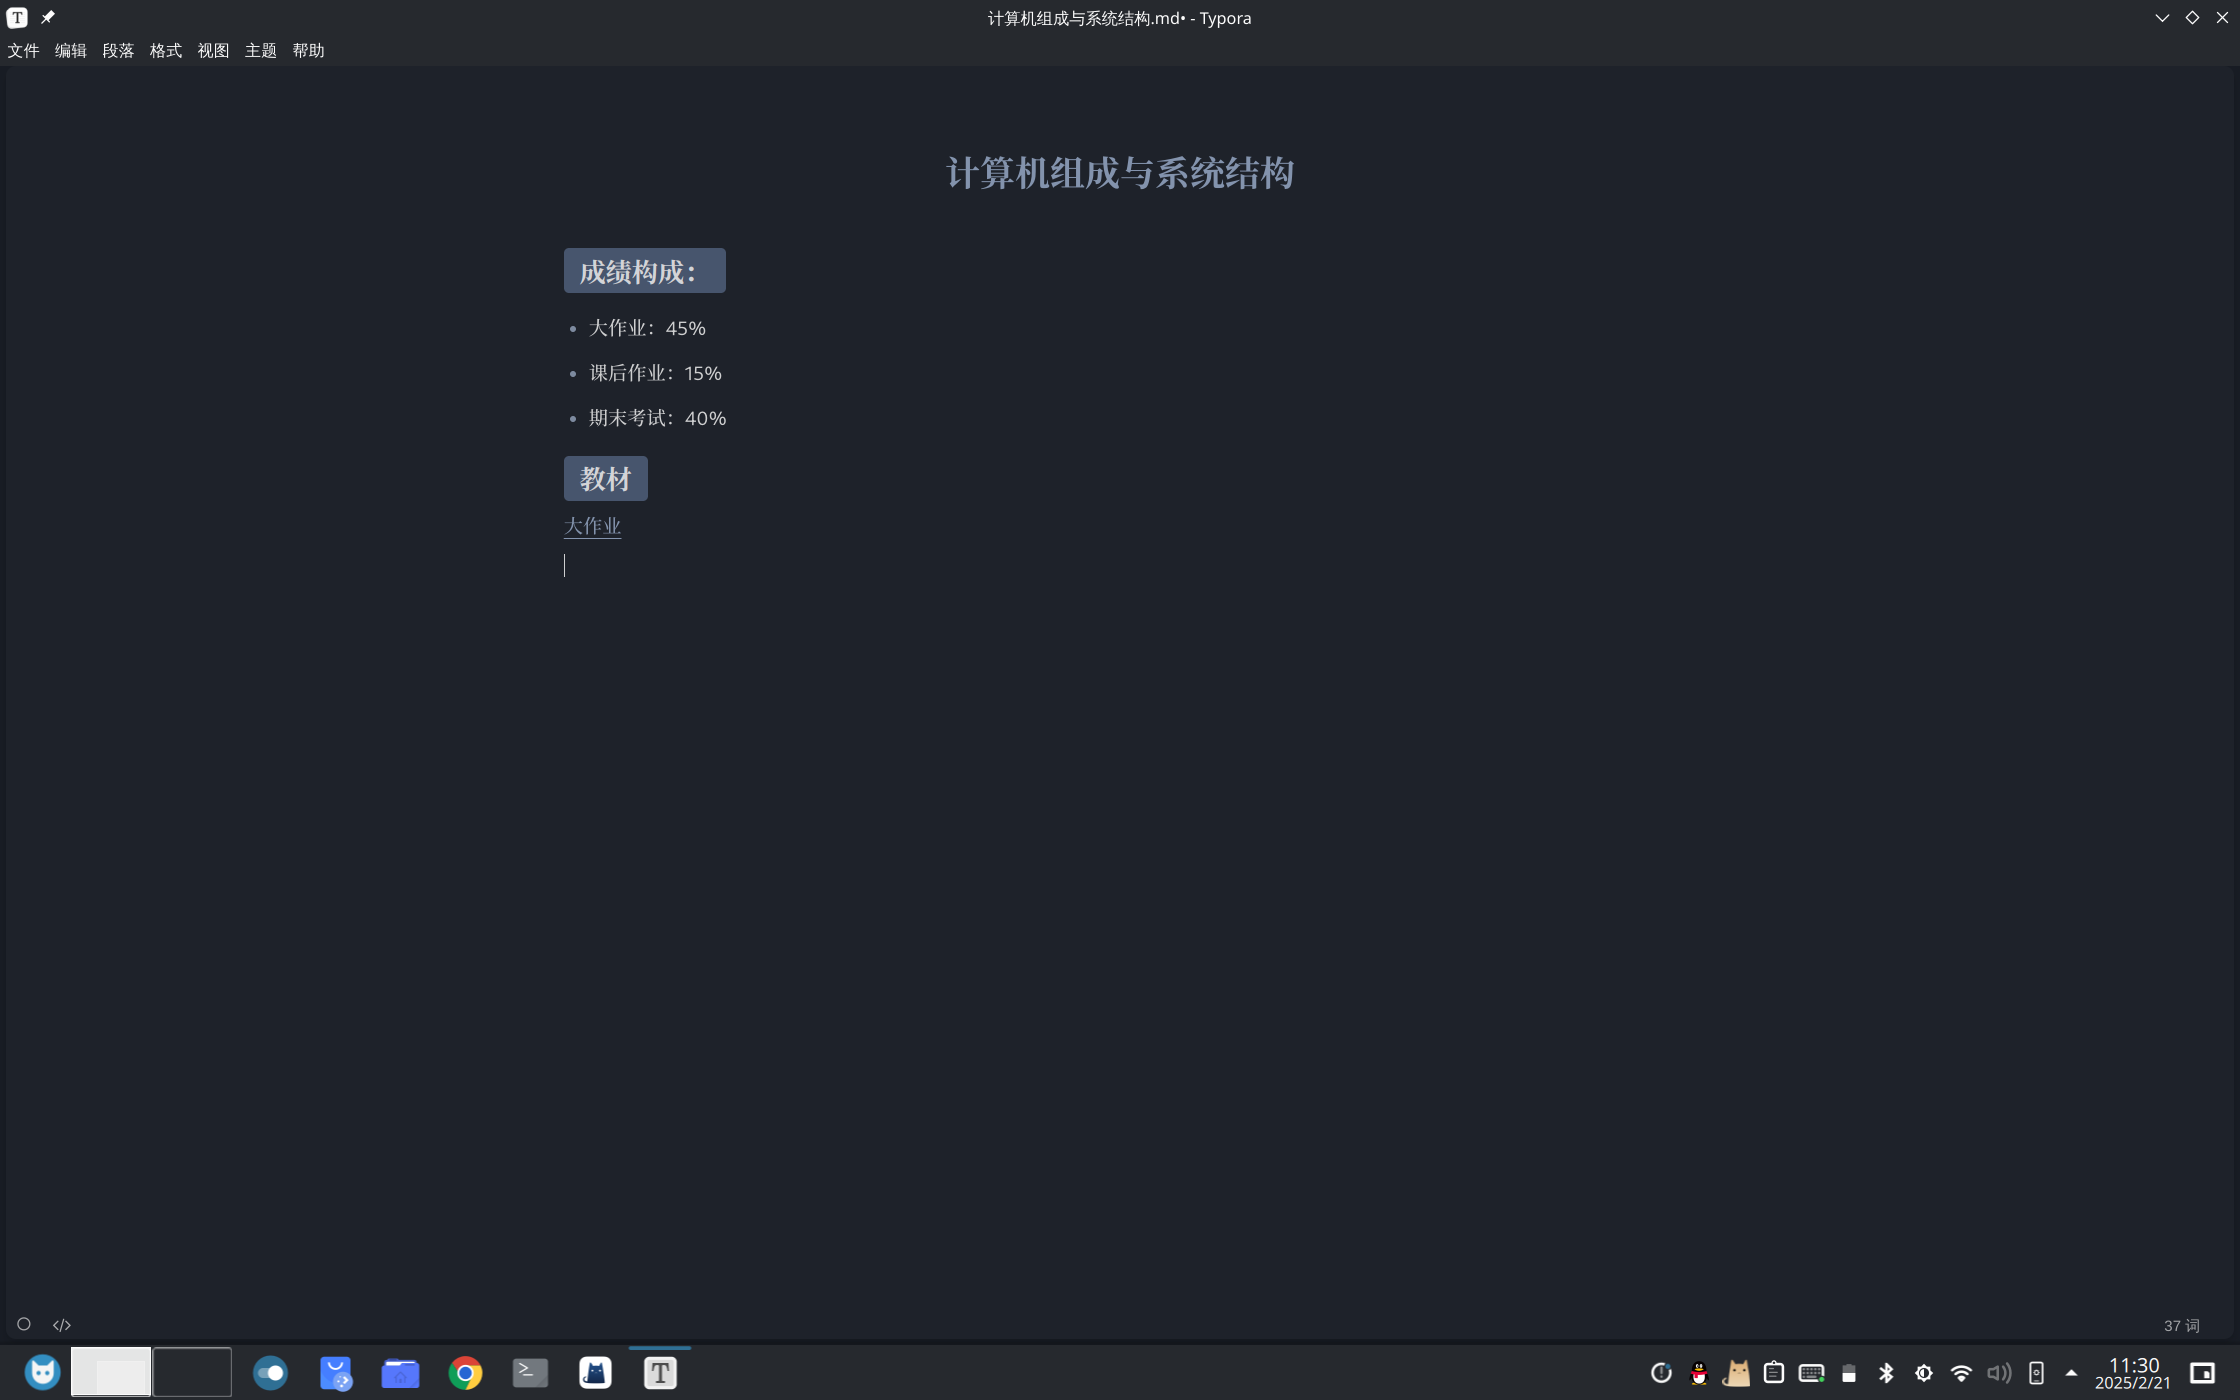 计算机组成与系统结构.md• - Typora
文件 编辑 段落 格式 视图 主题 帮助
计算机组成与系统结构
成绩构成：
• 大作业：45%
• 课后作业：15%
• 期末考试：40%
教材
大作业
</>
37 词
11:30
2025/2/21